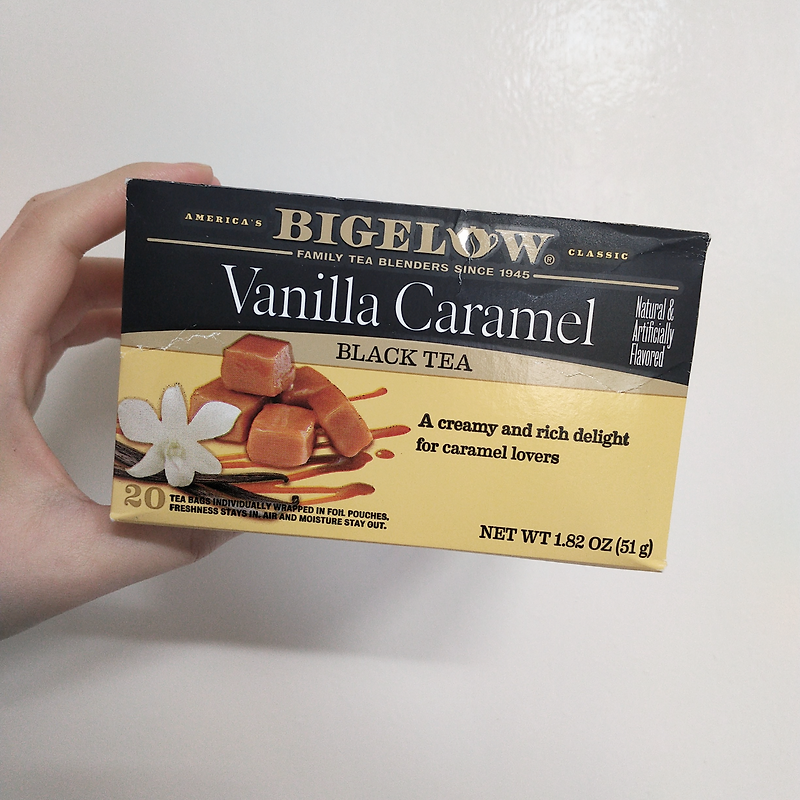 AMERICA'S BIGELOW® CLASSIC
FAMILY TEA BLENDERS SINCE 1945
Vanilla Caramel
Natural &
Artificially
Flavored
BLACK TEA
A creamy and rich delight
for caramel lovers
20 TEA BAGS INDIVIDUALLY WRAPPED IN FOIL POUCHES.
FRESHNESS STAYS IN, AIR AND MOISTURE STAY OUT.
NET WT 1.82 OZ (51 g)